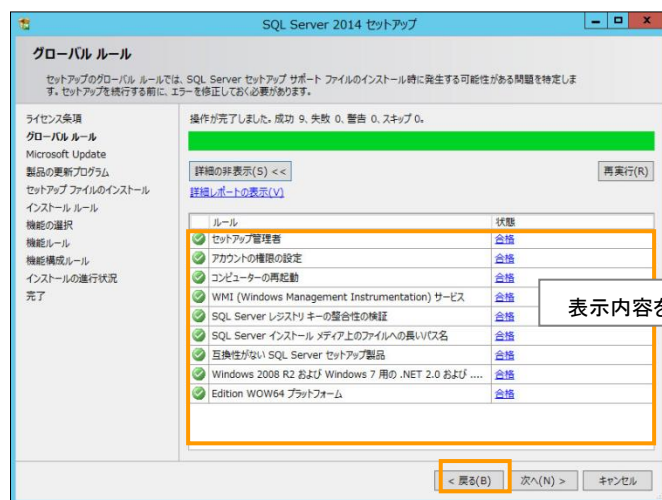 SQL Server 2014 セットアップ
グローバル ルール
セットアップのグローバル ルールでは、SQL Server セットアップ サポート ファイルのインストール時に発生する可能性がある問題を特定しま
す。セットアップを続行する前に、エラーを修正しておく必要があります。
ライセンス条項
グローバル ルール
Microsoft Update
製品の更新プログラム
セットアップ ファイルのインストール
インストール ルール
機能の選択
機能ルール
機能構成ルール
インストールの進行状況
完了
操作が完了しました。成功 9、失敗 0、警告 0、スキップ 0。
詳細の非表示(S) <<
再実行(R)
詳細レポートの表示(V)
ルール 状態
セットアップ管理者 合格
アカウントの権限の設定 合格
コンピューターの再起動 合格
WMI (Windows Management Instrumentation) サービス 合格
SQL Server レジストリ キーの整合性の検証 合格
SQL Server インストール メディア上のファイルへの長いパス名 合格
互換性がない SQL Server セットアップ製品 合格
Windows 2008 R2 および Windows 7 用の .NET 2.0 および .... 合格
Edition WOW64 プラットフォーム 合格
表示内容を
< 戻る(B)
次へ(N) >
キャンセル